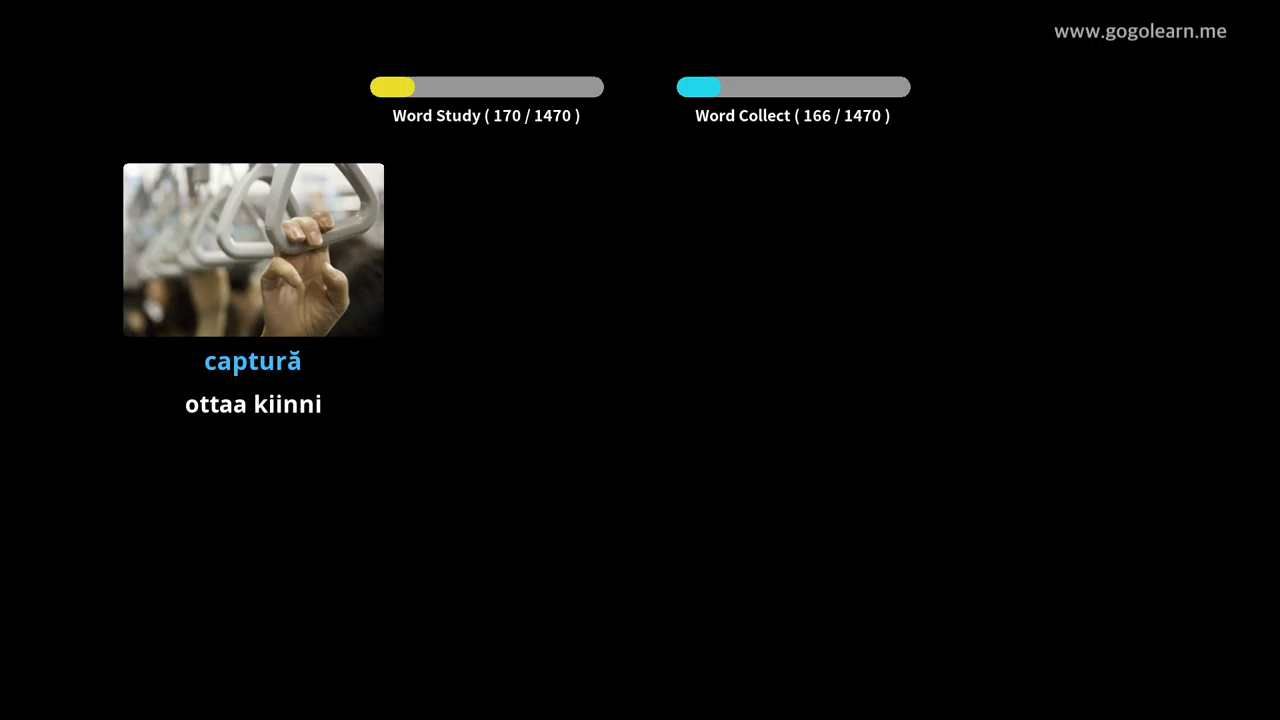 www.gogolearn.me
Word Study ( 170 / 1470 )
Word Collect ( 166 / 1470 )
captură
ottaa kiinni